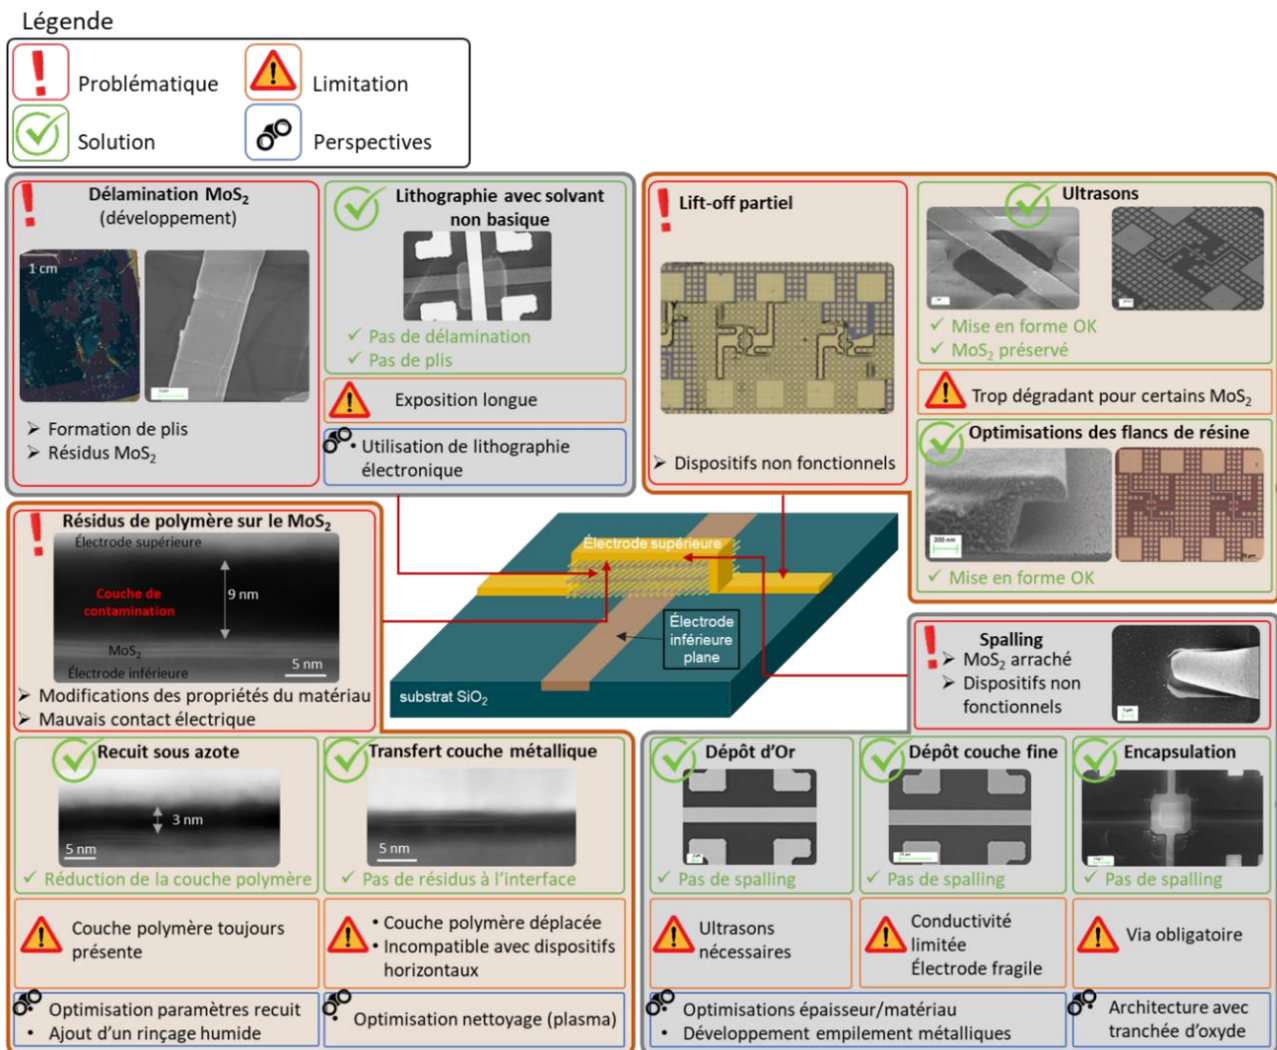 Légende
Problématique
Limitation
Solution
Perspectives
Délamination MoS₂
(développement)
1 cm
➢ Formation de plis
➢ Résidus MoS₂
Lithographie avec solvant
non basique
✓ Pas de délamination
✓ Pas de plis
Exposition longue
• Utilisation de lithographie
électronique
Lift-off partiel
➢ Dispositifs non fonctionnels
Ultrasons
✓ Mise en forme OK
✓ MoS₂ préservé
Trop dégradant pour certains MoS₂
Optimisations des flancs de résine
200 nm
✓ Mise en forme OK
Résidus de polymère sur le MoS₂
Électrode supérieure
Couche de
contamination
9 nm
MoS₂
Électrode inférieure
5 nm
➢ Modifications des propriétés du matériau
➢ Mauvais contact électrique
Électrode supérieure
Électrode
inférieure
plane
substrat SiO₂
Spalling
➢ MoS₂ arraché
➢ Dispositifs non
fonctionnels
Recuit sous azote
3 nm
5 nm
✓ Réduction de la couche polymère
Couche polymère toujours
présente
• Optimisation paramètres recuit
• Ajout d'un rinçage humide
Transfert couche métallique
5 nm
✓ Pas de résidus à l'interface
• Couche polymère déplacée
• Incompatible avec dispositifs
horizontaux
Optimisation nettoyage (plasma)
Dépôt d'Or
✓ Pas de spalling
Ultrasons
nécessaires
Dépôt couche fine
✓ Pas de spalling
Conductivité
limitée
Électrode fragile
• Optimisations épaisseur/matériau
• Développement empilement métalliques
Encapsulation
✓ Pas de spalling
Via obligatoire
Architecture avec
tranchée d'oxyde